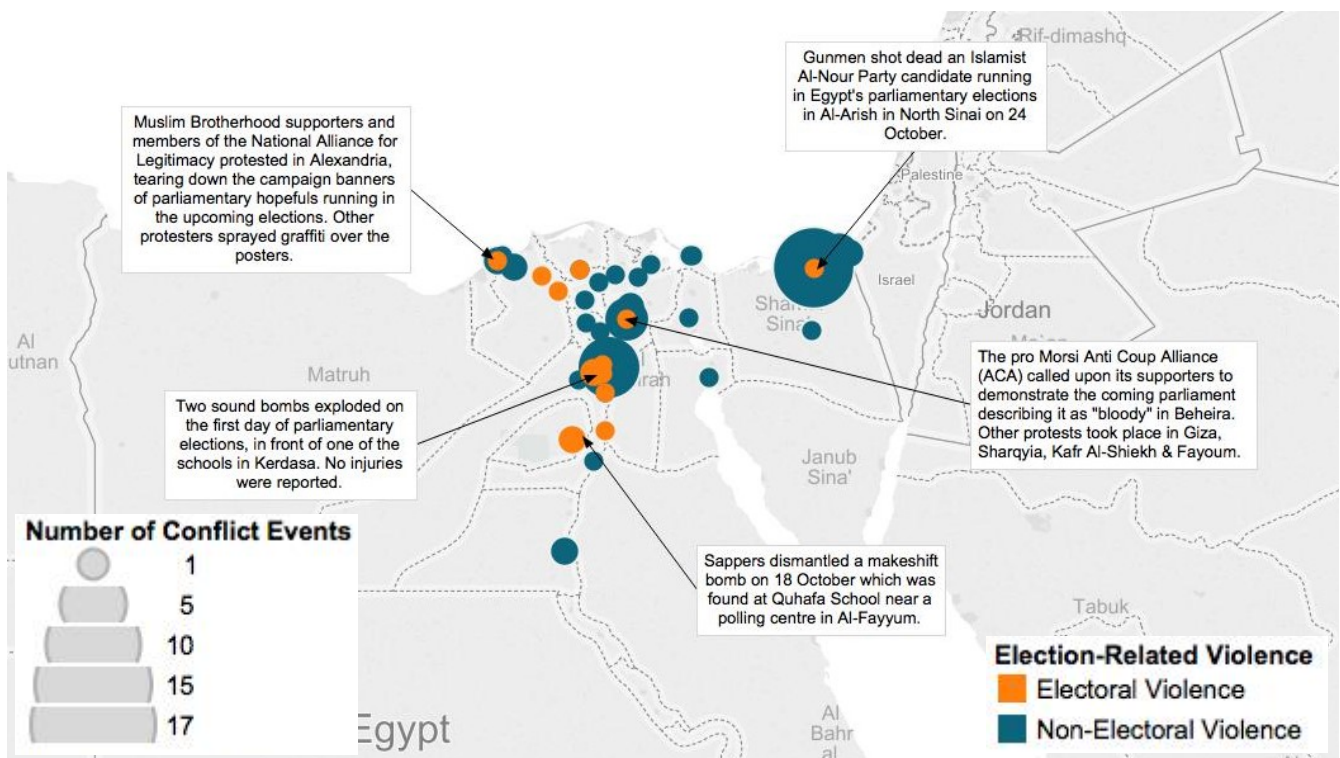 Rif-dimashq
Gunmen shot dead an Islamist
Al-Nour Party candidate running
in Egypt's parliamentary elections
in Al-Arish in North Sinai on 24
October.
Muslim Brotherhood supporters and
members of the National Alliance for
Legitimacy protested in Alexandria,
tearing down the campaign banners
of parliamentary hopefuls running in
the upcoming elections. Other
protesters sprayed graffiti over the
posters.
Palestine
Israel
Sina'
Jordan
Al
Matruh
The pro Morsi Anti Coup Alliance
(ACA) called upon its supporters to
demonstrate the coming parliament
describing it as "bloody" in Beheira.
Other protests took place in Giza,
Sharqyia, Kafr Al-Shiekh & Fayoum.
Two sound bombs exploded on
the first day of parliamentary
elections, in front of one of the
schools in Kerdasa. No injuries
were reported.
Janub
Sina'
Sappers dismantled a makeshift
bomb on 18 October which was
found at Quhafa School near a
polling centre in Al-Fayyum.
Tabuk
Number of Conflict Events
1
5
10
15
17
Egypt
Al
Bahr
al
Election-Related Violence
Electoral Violence
Non-Electoral Violence